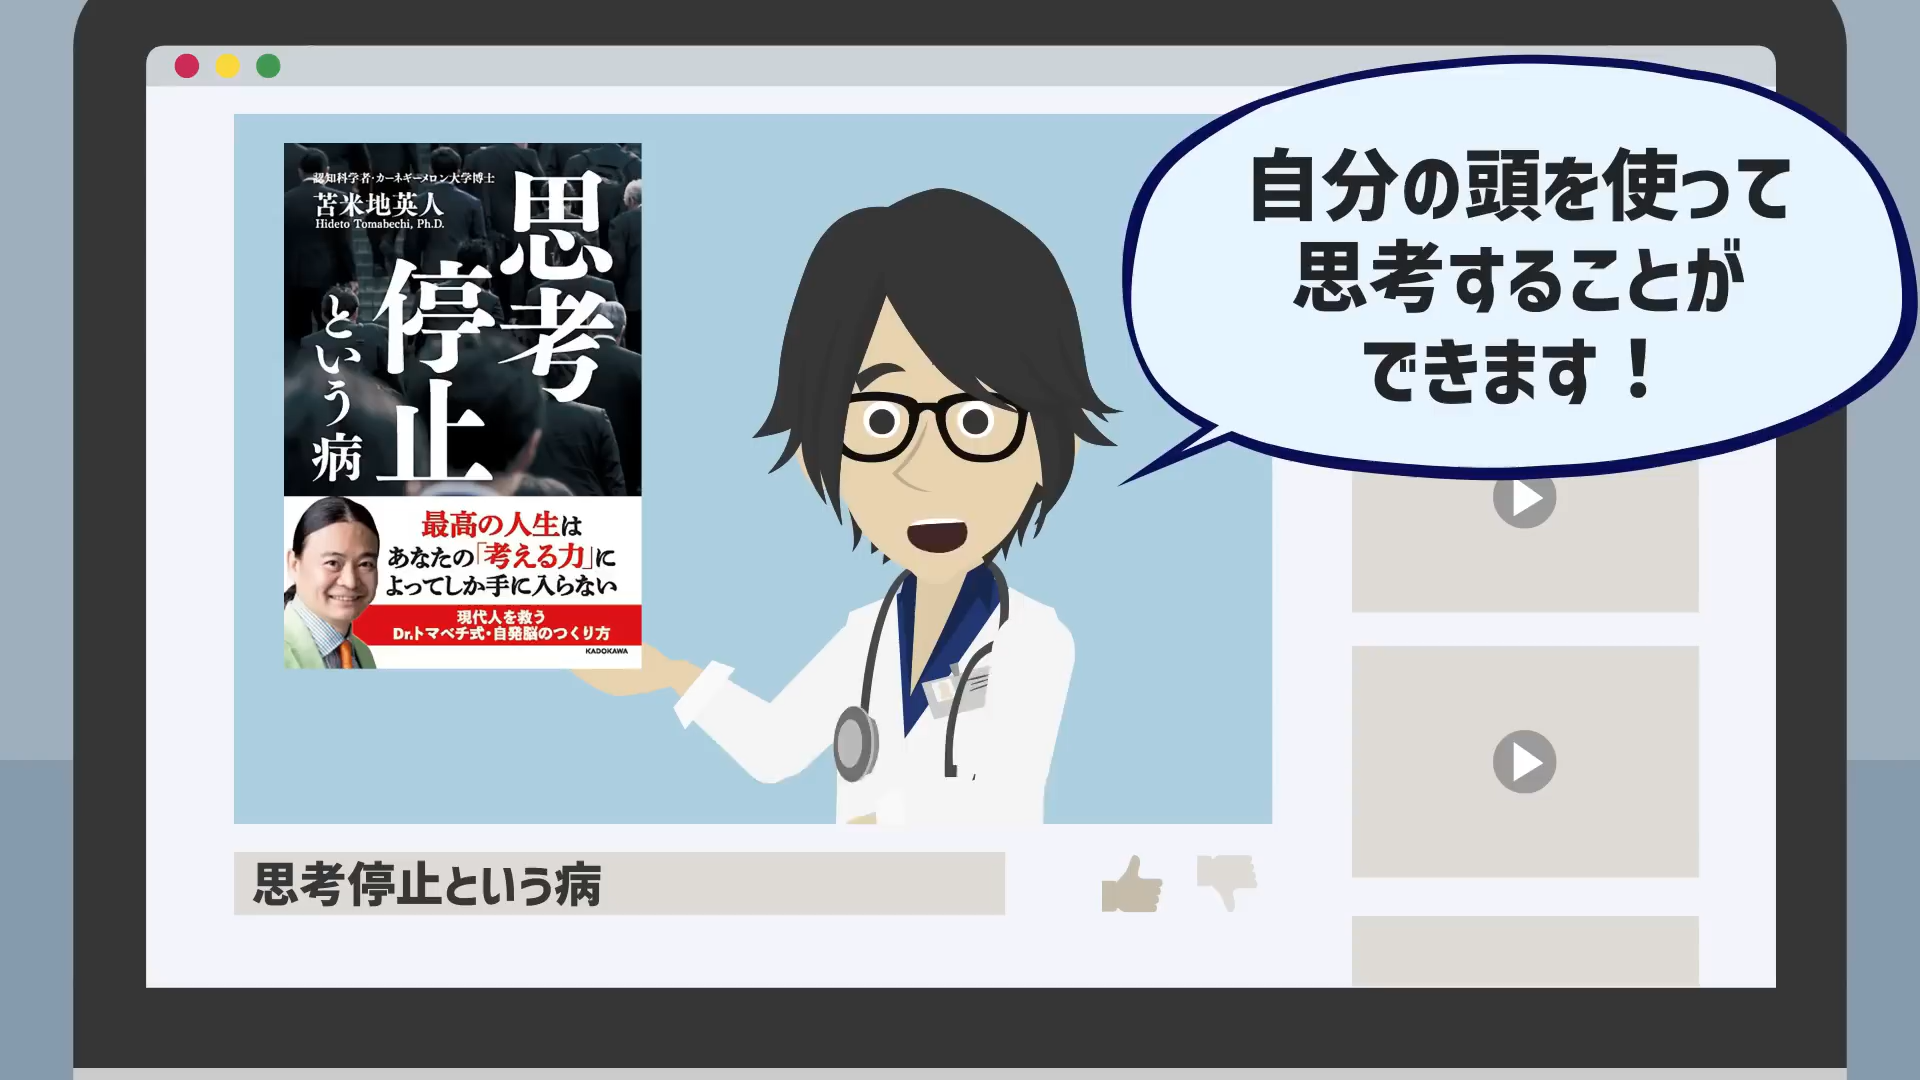 認知科学者・カーネギーメロン大学博士
苫米地英人
Hideto Tomabechi, Ph.D.
思考
停止
という病
最高の人生は
あなたの「考える力」に
よってしか手に入らない
現代人を救う
Dr.トマベチ式・自発脳のつくり方
KADOKAWA
自分の頭を使って
思考することが
できます！
思考停止という病